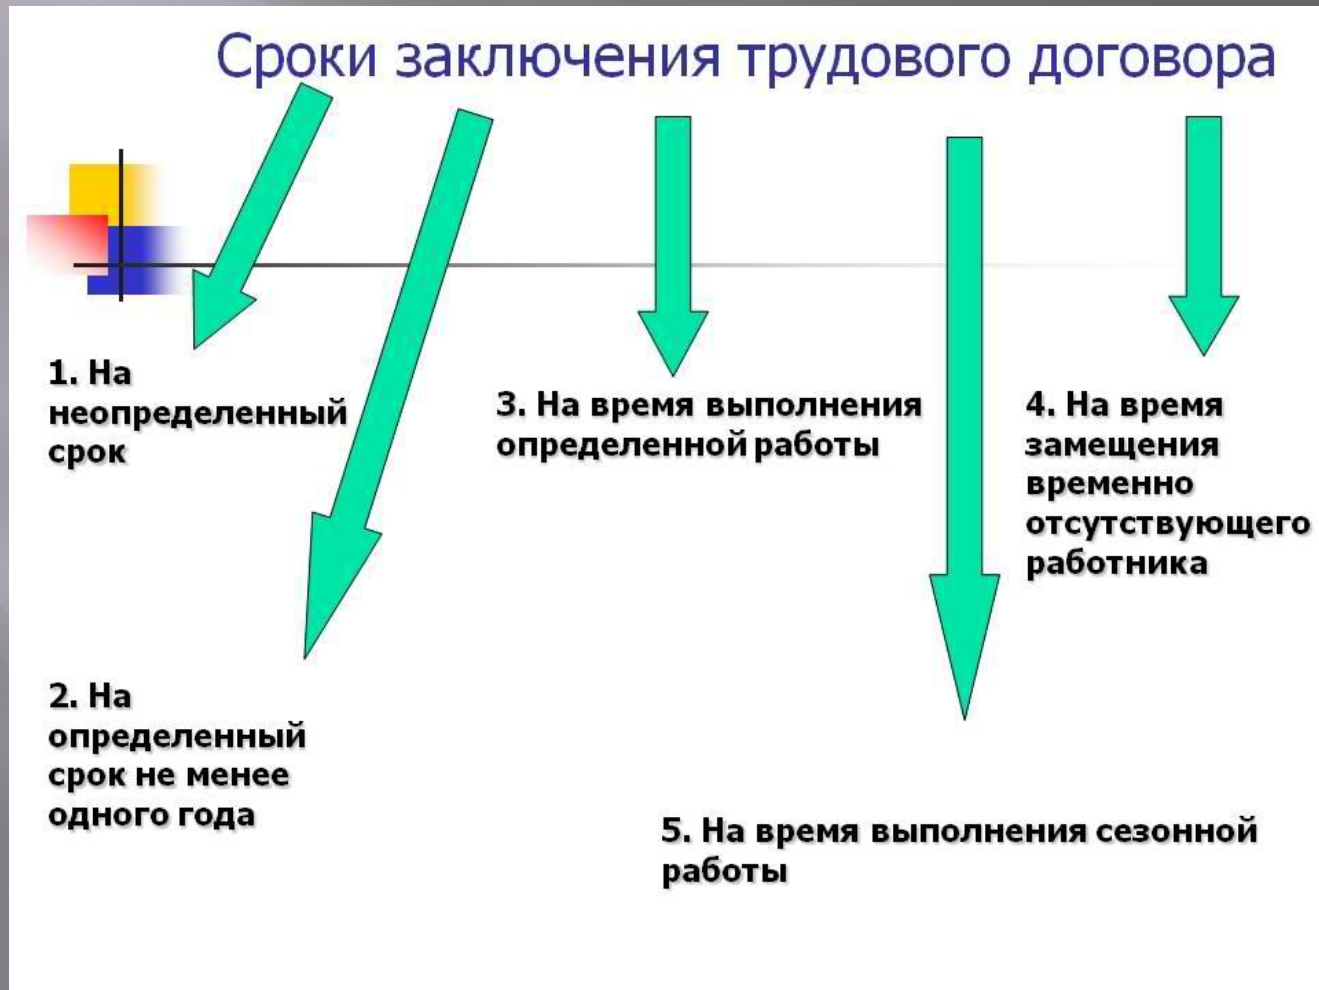 Сроки заключения трудового договора
1. На
неопределенный
срок
2. На
определенный
срок не менее
одного года
3. На время выполнения
определенной работы
4. На время
замещения
временно
отсутствующего
работника
5. На время выполнения сезонной
работы